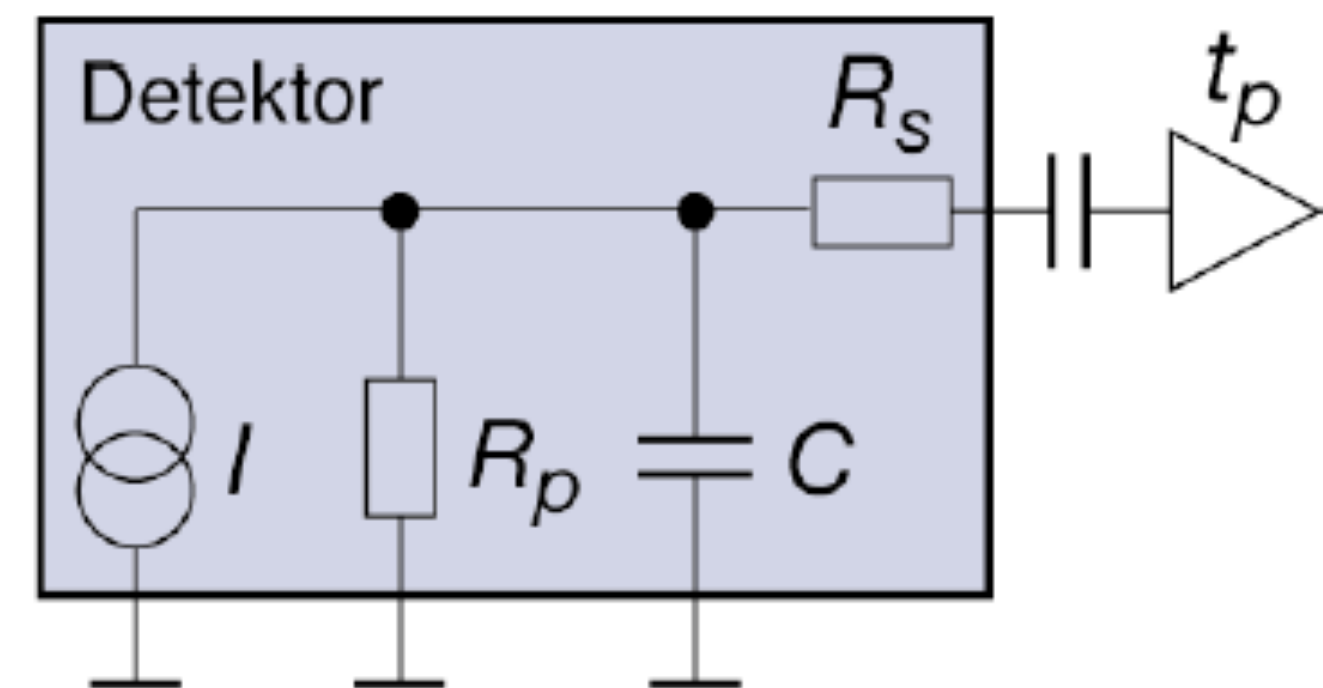 Detektor
R_s
t_p
I
R_p
C